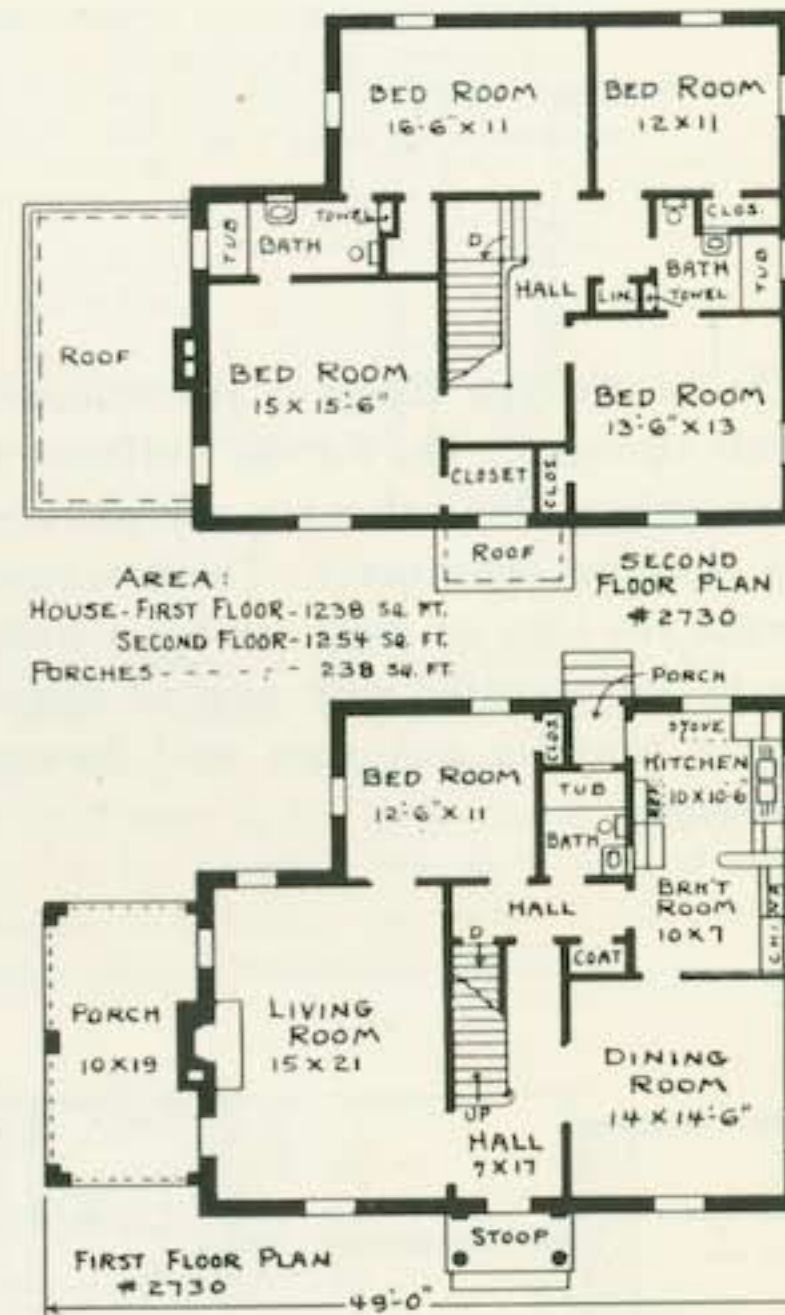 BED ROOM
16-6" X 11
BED ROOM
12 X 11
TUB
BATH
TOWEL
D
HALL
LIN.
CLOS.
BATH
TOWEL
TUB
ROOF
BED ROOM
15 X 15'-6"
BED ROOM
13'-6" X 13
CLOSET
CLOS.
ROOF
SECOND
FLOOR PLAN
#2730
AREA:
HOUSE - FIRST FLOOR - 1238 SQ. FT.
SECOND FLOOR - 1254 SQ. FT.
PORCHES - - - - - - 238 SQ. FT.
PORCH
BED ROOM
12'-6" X 11
CLOS.
TUB
BATH
STOVE
KITCHEN
10 X 10-6
REF.
HALL
BRK'T
ROOM
10 X 7
CHINA
D
COAT
PORCH
10 X 19
LIVING
ROOM
15 X 21
UP
HALL
7 X 17
DINING
ROOM
14 X 14'-6"
STOOP
FIRST FLOOR PLAN
#2730
49'-0"